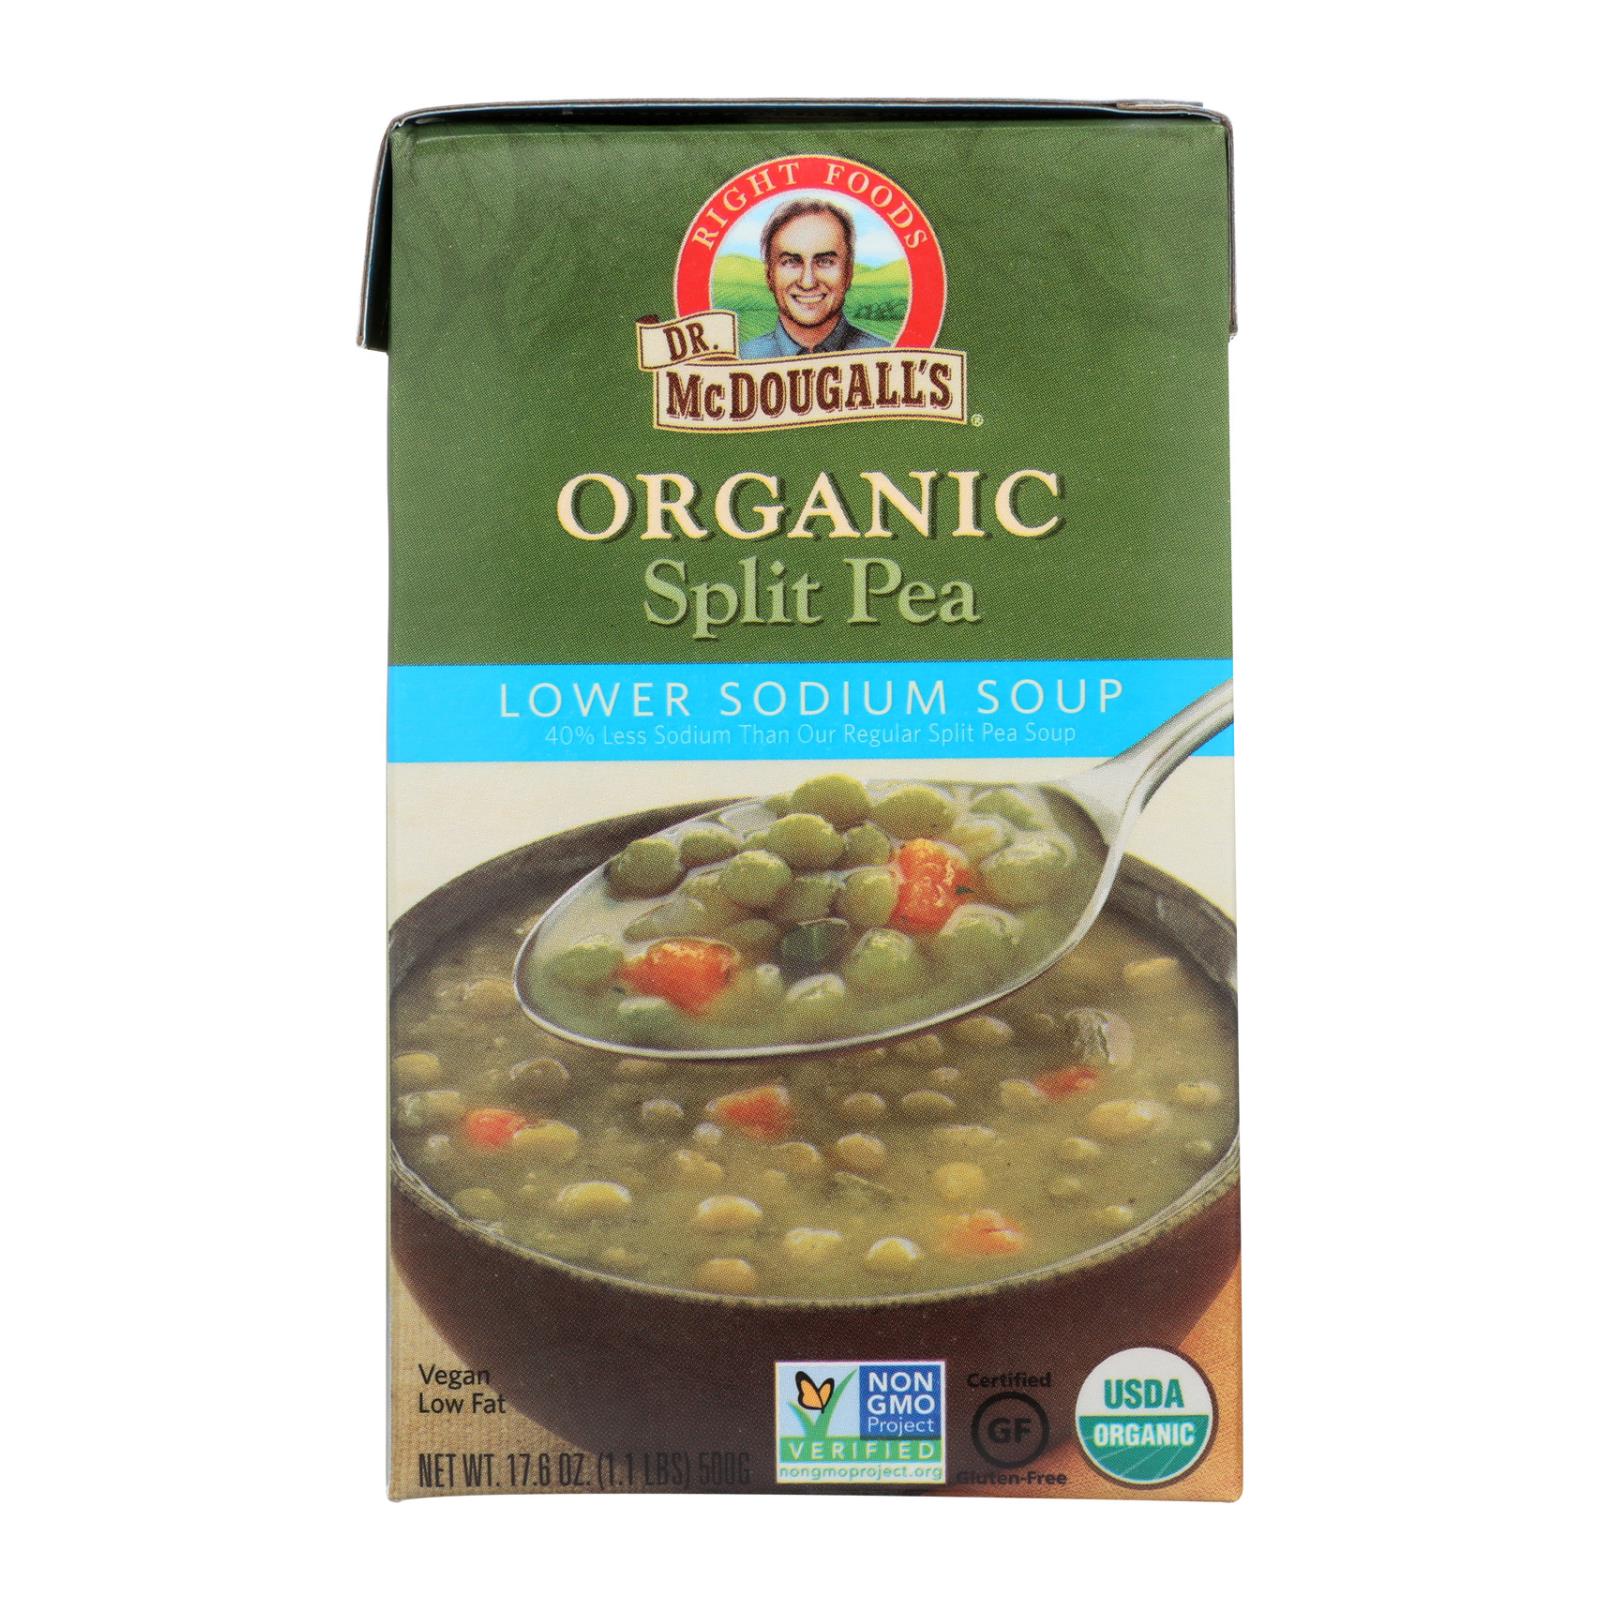 RIGHT FOODS
DR.
McDOUGALL'S®
ORGANIC
Split Pea
LOWER SODIUM SOUP
40% Less Sodium Than Our Regular Split Pea Soup
Vegan
Low Fat
NET WT. 17.6 OZ. (1.1 LBS) 500G
NON
GMO
Project
VERIFIED
nongmoproject.org
Certified
GF
Gluten-Free
USDA
ORGANIC